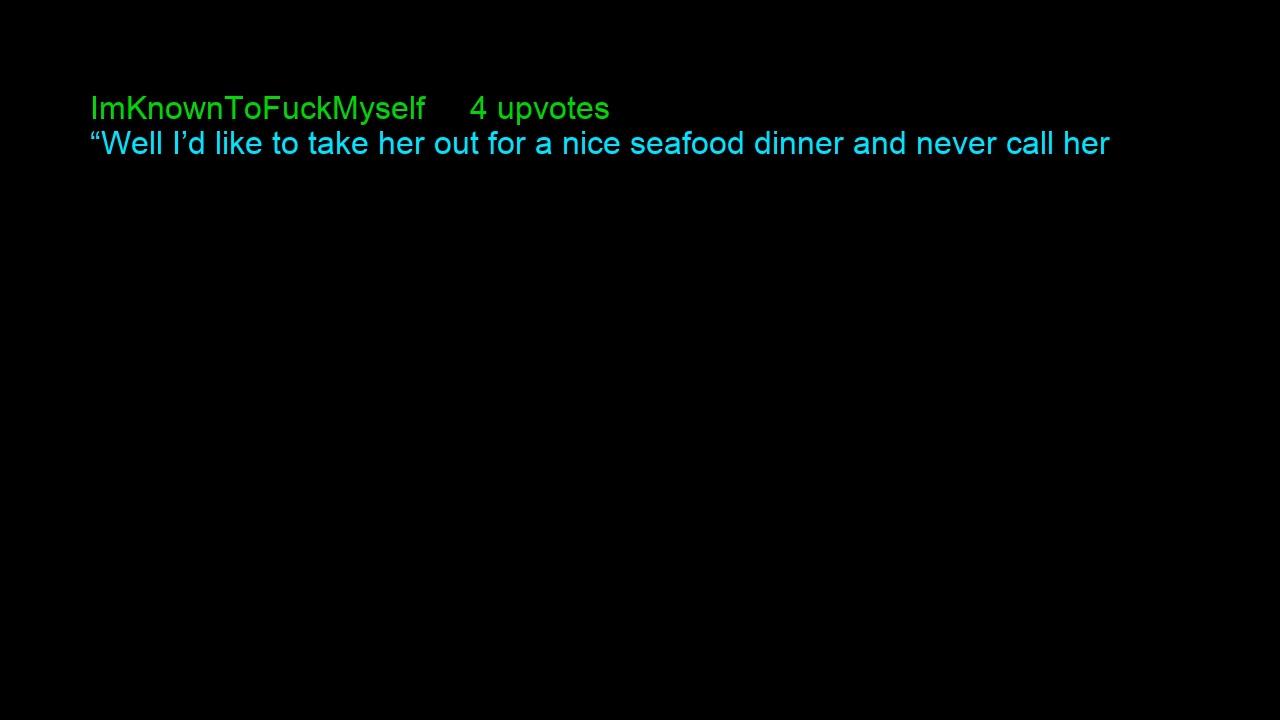 ImKnownToFuckMyself 4 upvotes
“Well I’d like to take her out for a nice seafood dinner and never call her